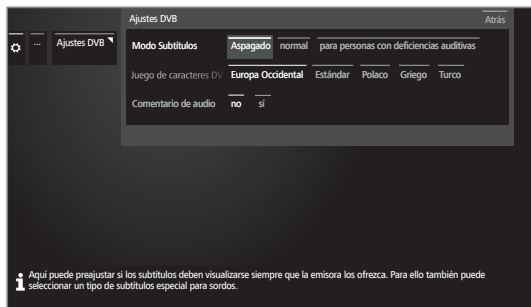 Ajustes DVB
Atrás
...
Ajustes DVB
Modo Subtítulos Aspagado normal para personas con deficiencias auditivas
Juego de caracteres DV Europa Occidental Estándar Polaco Griego Turco
Comentario de audio no sí
Aquí puede preajustar si los subtítulos deben visualizarse siempre que la emisora los ofrezca. Para ello también puede
seleccionar un tipo de subtítulos especial para sordos.